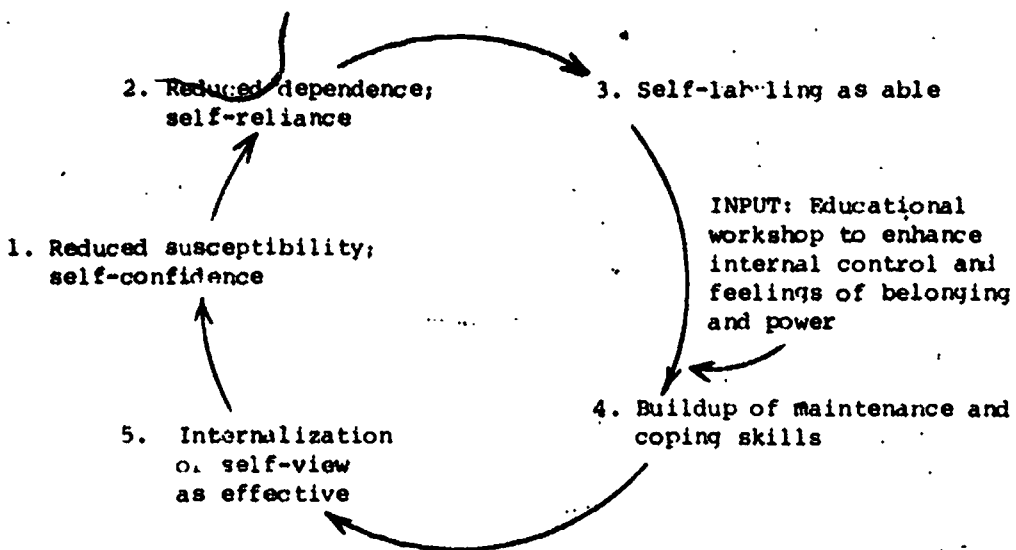 2. Reduced dependence;
self-reliance
3. Self-labeling as able
1. Reduced susceptibility;
self-confidence
INPUT: Educational
workshop to enhance
internal control and
feelings of belonging
and power
4. Buildup of maintenance and
coping skills
5. Internalization
of self-view
as effective